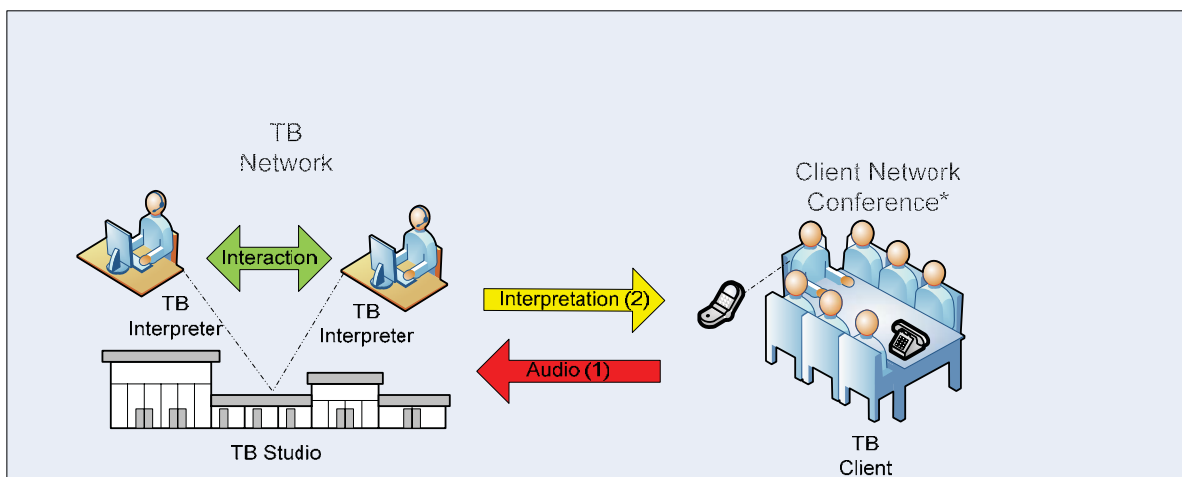 TB
Network
Client Network
Conference*
Interaction
TB
Interpreter
TB
Interpreter
Interpretation (2)
Audio (1)
TB Studio
TB
Client